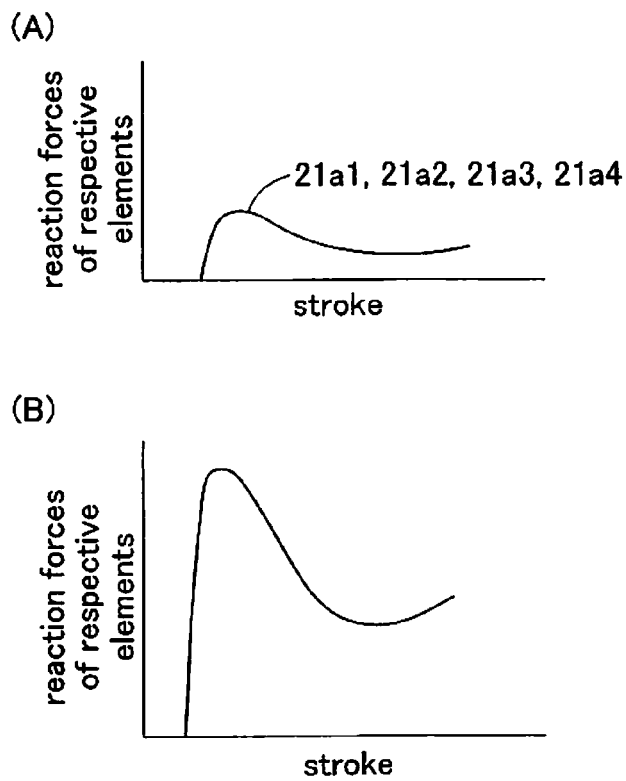 (A)
reaction forces
of respective
elements
21a1, 21a2, 21a3, 21a4
stroke
(B)
reaction forces
of respective
elements
stroke